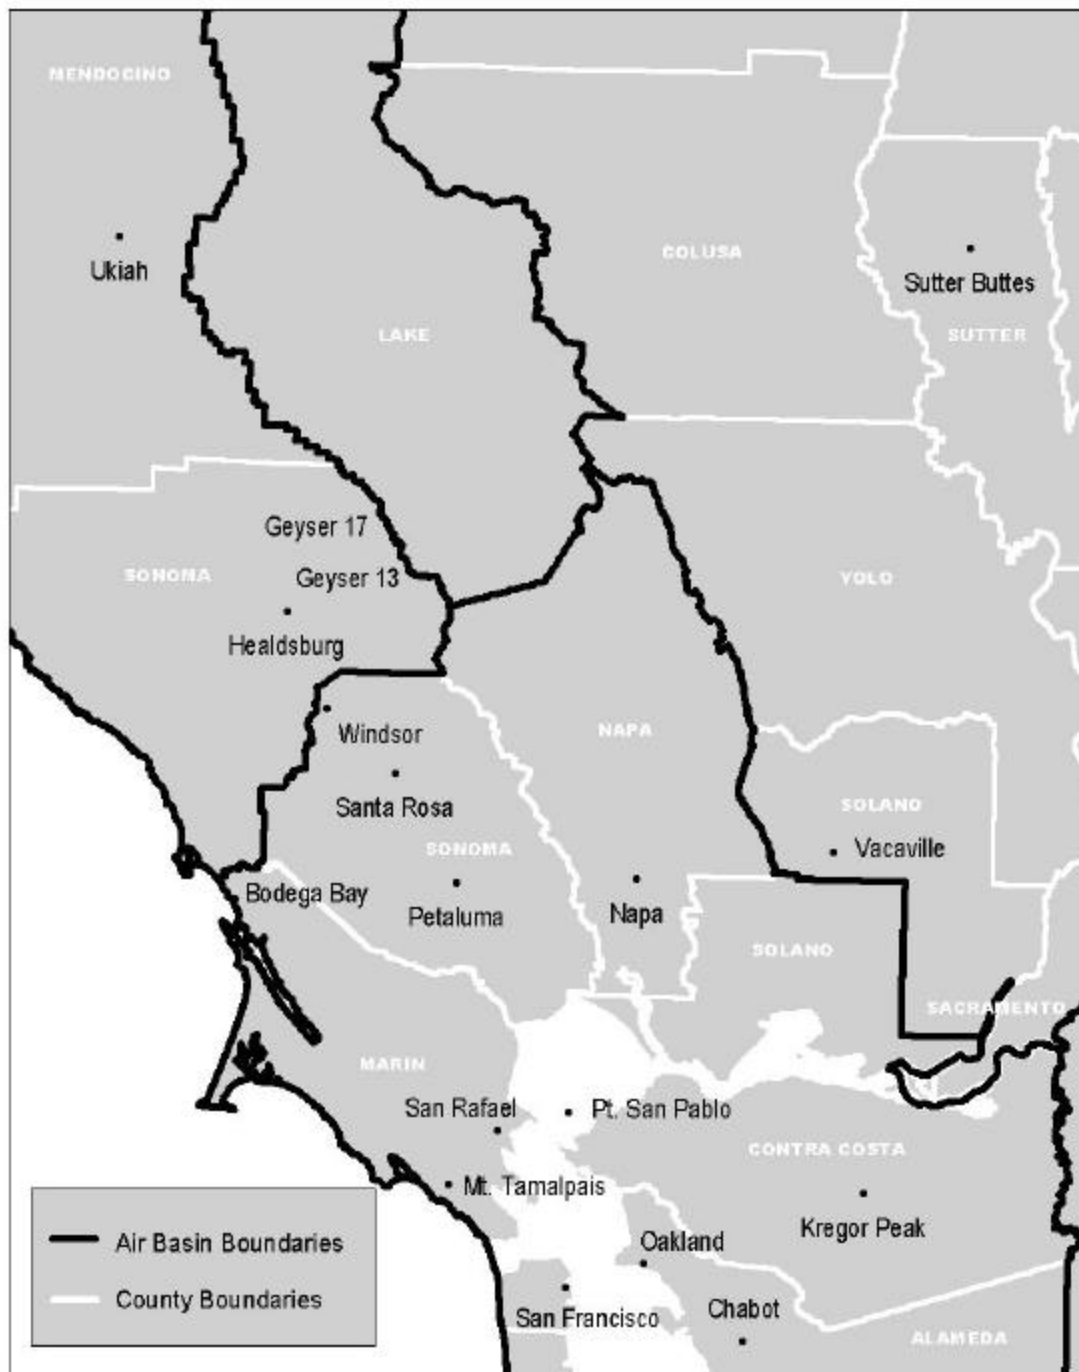 MENDOCINO
Ukiah
COLUSA
Sutter Buttes
LAKE
SUTTER
Geyser 17
SONOMA
Geyser 13
YOLO
Healdsburg
Windsor
NAPA
Santa Rosa
SOLANO
SONOMA
Vacaville
Bodega Bay
Petaluma
Napa
SOLANO
SACRAMENTO
MARIN
San Rafael
Pt. San Pablo
CONTRA COSTA
Mt. Tamalpais
Kregor Peak
Oakland
Air Basin Boundaries
County Boundaries
San Francisco
Chabot
ALAMEDA